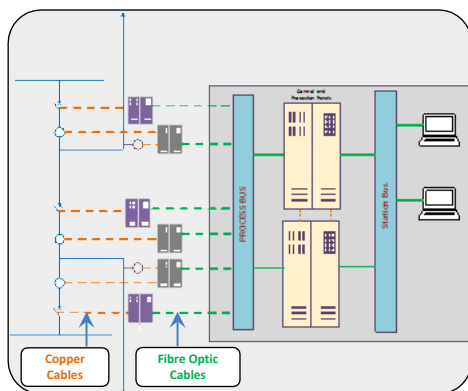 Control and
Protection Panels
PROCESS BUS
Station Bus
Copper
Cables
Fibre Optic
Cables